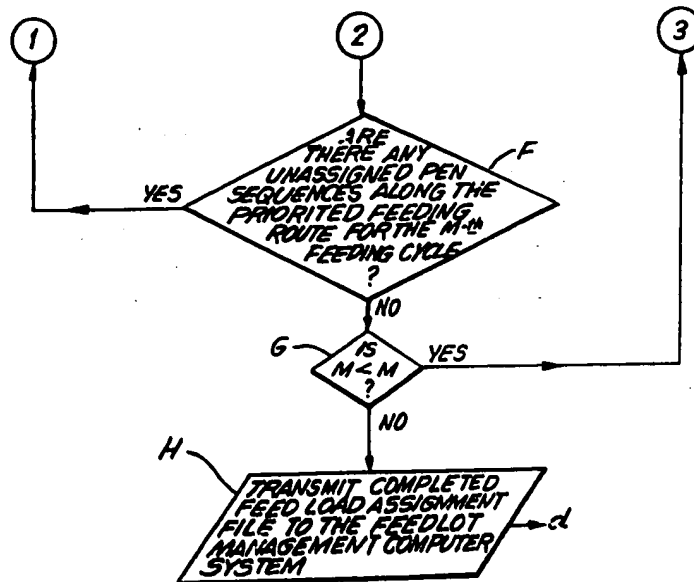 1
2
3
ARE
THERE ANY
UNASSIGNED PEN
SEQUENCES ALONG THE
PRIORITED FEEDING
ROUTE FOR THE M-th
FEEDING CYCLE
?
F
YES
NO
G
IS
M < M
?
YES
NO
H
TRANSMIT COMPLETED
FEED LOAD ASSIGNMENT
FILE TO THE FEEDLOT
MANAGEMENT COMPUTER
SYSTEM
d